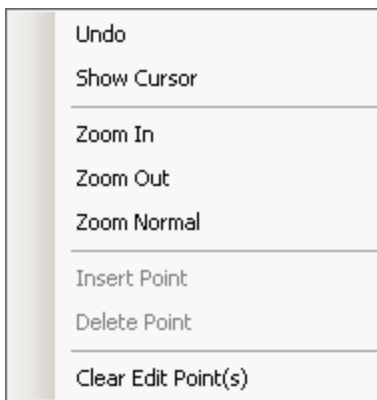 Undo
Show Cursor
Zoom In
Zoom Out
Zoom Normal
Insert Point
Delete Point
Clear Edit Point(s)